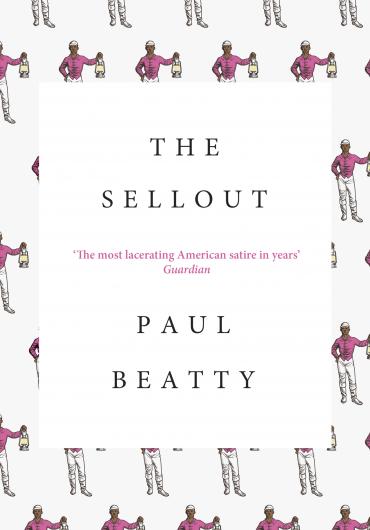 THE
SELLOUT
‘The most lacerating American satire in years’
Guardian
PAUL
BEATTY